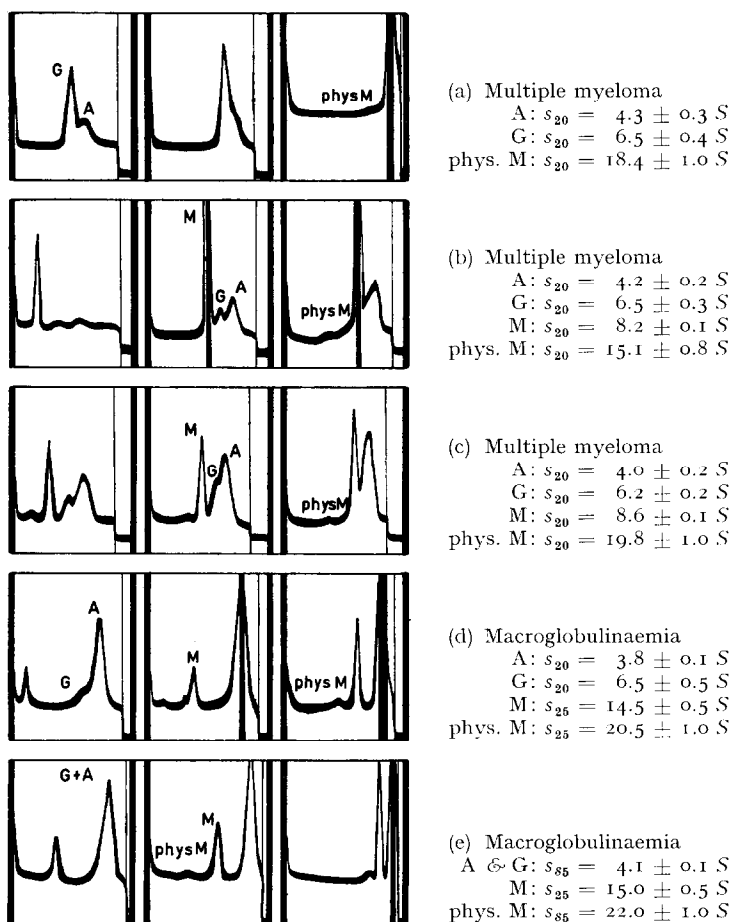 G
A
phys M
(a) Multiple myeloma
A: s₂₀ = 4.3 ± 0.3 S
G: s₂₀ = 6.5 ± 0.4 S
phys. M: s₂₀ = 18.4 ± 1.0 S
M
G
A
phys M
(b) Multiple myeloma
A: s₂₀ = 4.2 ± 0.2 S
G: s₂₀ = 6.5 ± 0.3 S
M: s₂₀ = 8.2 ± 0.1 S
phys. M: s₂₀ = 15.1 ± 0.8 S
M
G
A
phys M
(c) Multiple myeloma
A: s₂₀ = 4.0 ± 0.2 S
G: s₂₀ = 6.2 ± 0.2 S
M: s₂₀ = 8.6 ± 0.1 S
phys. M: s₂₀ = 19.8 ± 1.0 S
A
G
M
phys M
(d) Macroglobulinaemia
A: s₂₀ = 3.8 ± 0.1 S
G: s₂₀ = 6.5 ± 0.5 S
M: s₂₅ = 14.5 ± 0.5 S
phys. M: s₂₅ = 20.5 ± 1.0 S
G+A
phys M
M
(e) Macroglobulinaemia
A & G: s₈₅ = 4.1 ± 0.1 S
M: s₂₅ = 15.0 ± 0.5 S
phys. M: s₈₅ = 22.0 ± 1.0 S